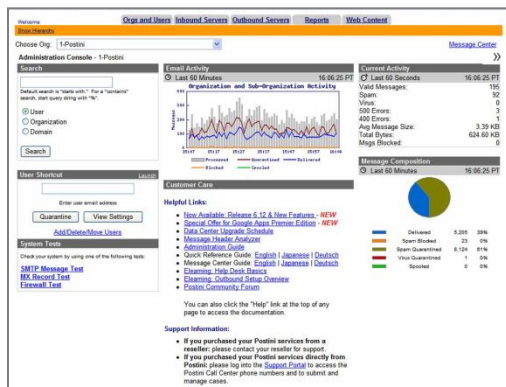 Welcome
Orgs and Users Inbound Servers Outbound Servers Reports Web Content
Show Hierarchy
Choose Org: 1-Postini
Message Center
Administration Console - 1-Postini
Search
Default search is "starts with". For a "contains"
search, start query string with "%".
User
Organization
Domain
Search
User Shortcut Launch
Enter user email address
Quarantine View Settings
Add/Delete/Move Users
System Tests
Check your system by using one of the following tests:
SMTP Message Test
MX Record Test
Firewall Test
Email Activity
Last 60 Minutes 16:06:25 PT
Organization and Sub-Organization Activity
Messages
Processed Quarantined Delivered
Blocked Spooled
Customer Care
Helpful Links:
Now Available: Release 6.12 & New Features - NEW
Special Offer for Google Apps Premier Edition - NEW
Data Center Upgrade Schedule
Message Header Analyzer
Administration Guide
Quick Reference Guide: English | Japanese | Deutsch
Message Center Guide: English | Japanese | Deutsch
Elearning: Help Desk Basics
Elearning: Outbound Setup Overview
Postini Community Forum
You can also click the "Help" link at the top of any
page to access the documentation.
Support Information:
If you purchased your Postini services from a
reseller: please contact your reseller for support.
If you purchased your Postini services directly from
Postini: please log into the Support Portal to access the
Postini Call Center phone numbers and to submit and
manage cases.
Current Activity
Last 60 Seconds 16:06:25 PT
Valid Messages: 195
Spam: 92
Virus: 0
500 Errors: 3
400 Errors: 1
Avg Message Size: 3.39 KB
Total Bytes: 624.60 KB
Msgs Blocked: 0
Message Composition
Last 60 Minutes 16:06:25 PT
Delivered 5,205 39%
Spam Blocked 23 0%
Spam Quarantined 8,124 61%
Virus Quarantined 1 0%
Spooled 0 0%